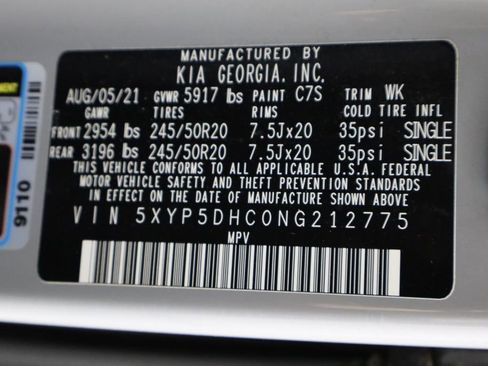 MANUFACTURED BY
KIA GEORGIA, INC.
AUG/05/21 GVWR 5917 lbs PAINT C7S TRIM WK
GAWR TIRES RIMS COLD TIRE INFL
FRONT 2954 lbs 245/50R20 7.5Jx20 35psi SINGLE
REAR 3196 lbs 245/50R20 7.5Jx20 35psi SINGLE
THIS VEHICLE CONFORMS TO ALL APPLICABLE U.S.A. FEDERAL
MOTOR VEHICLE SAFETY AND THEFT PREVENTION STANDARDS
IN EFFECT ON THE DATE OF MANUFACTURE SHOWN ABOVE
VIN 5XYP5DHC0NG212775
MPV
9110